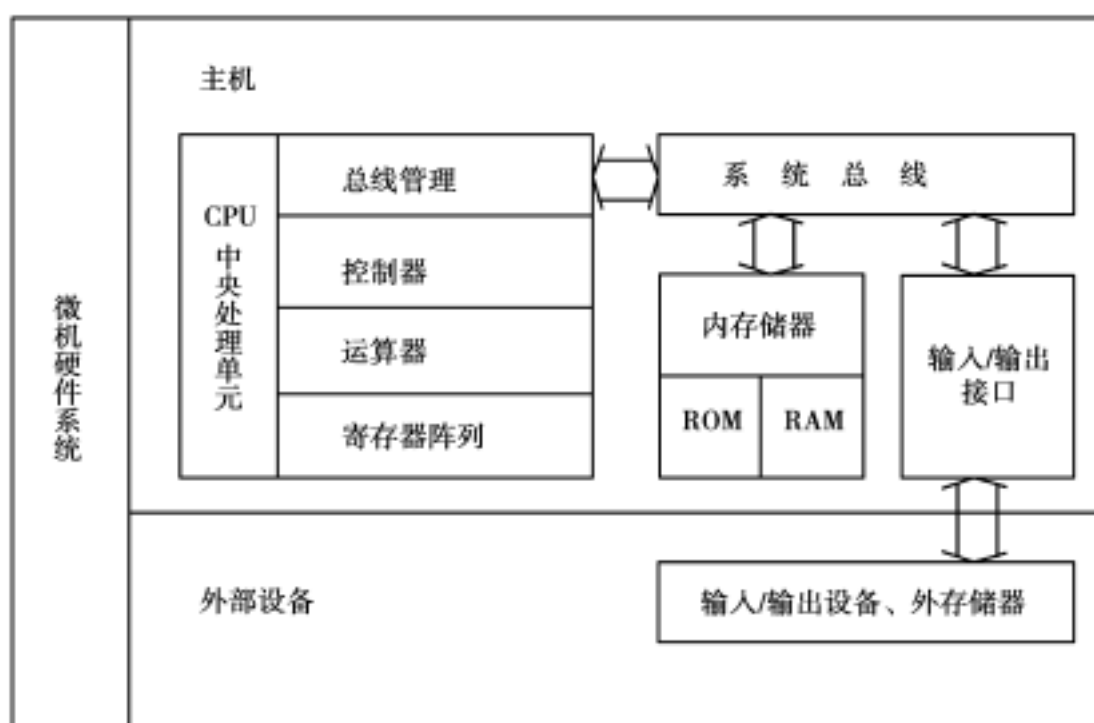 微机硬件系统
主机
CPU
中央处理单元
总线管理
控制器
运算器
寄存器阵列
系统总线
内存储器
ROM
RAM
输入/输出
接口
外部设备
输入/输出设备、外存储器